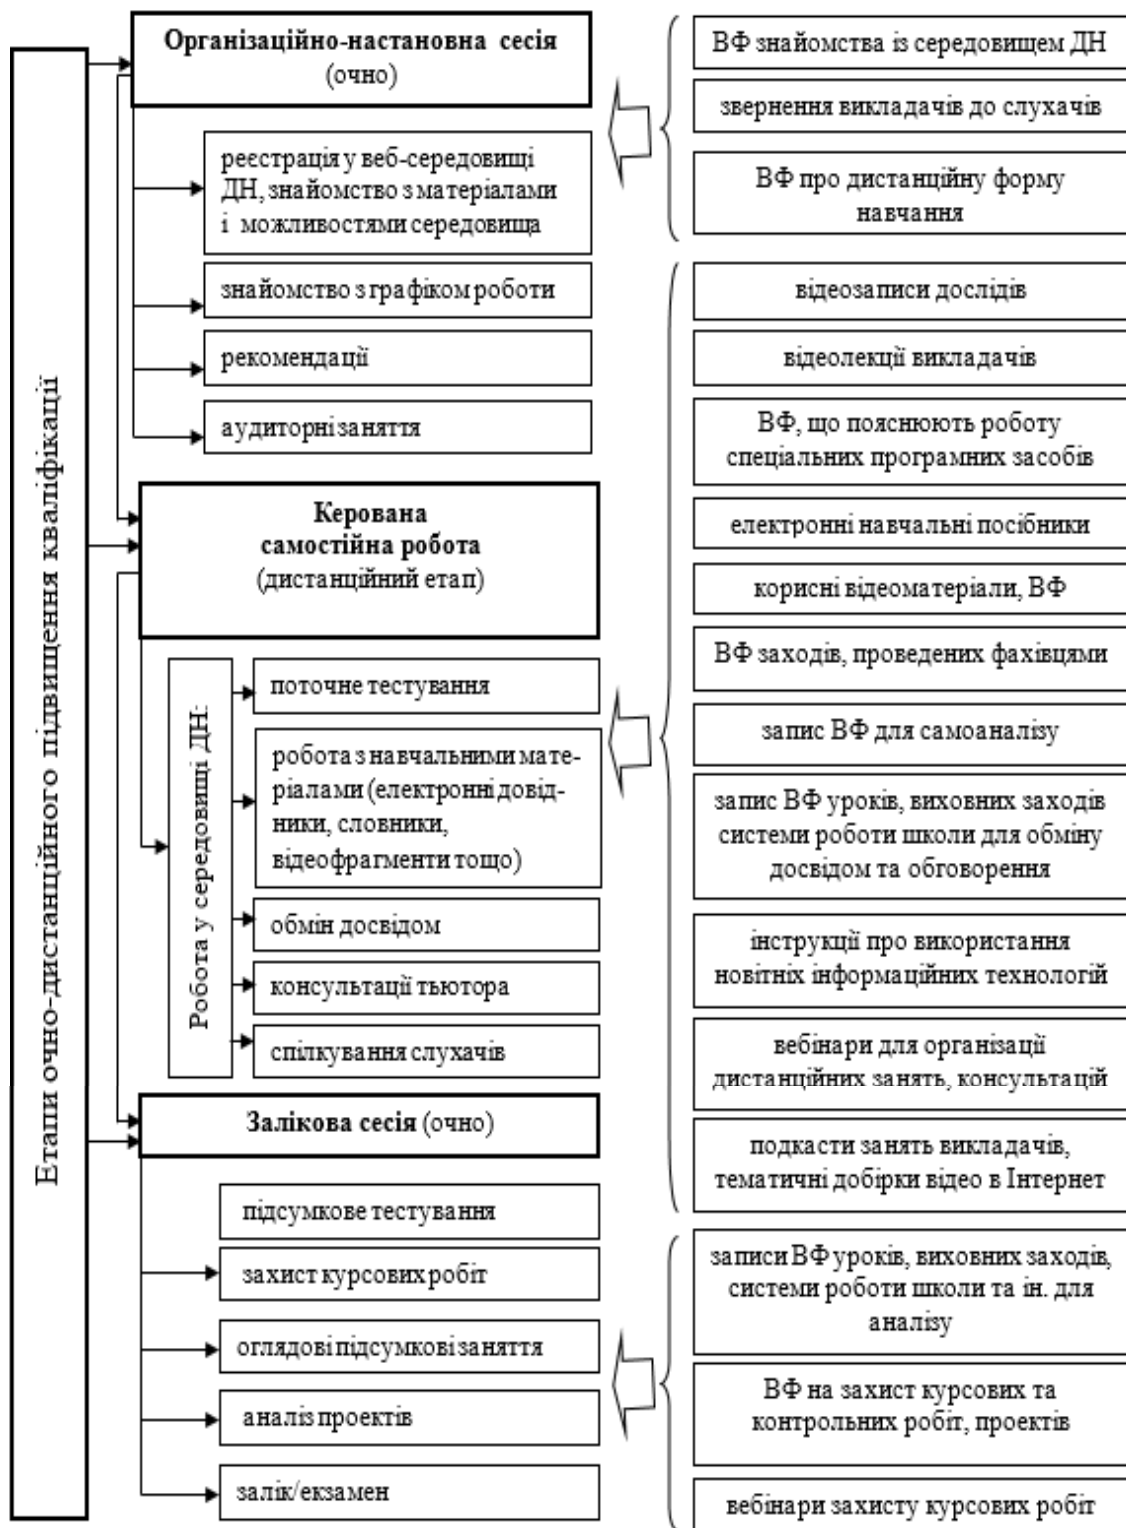 Етапи очно-дистанційного підвищення кваліфікації
Організаційно-настановна сесія
(очно)
реєстрація у веб-середовищі
ДН, знайомство з матеріалами
і можливостями середовища
знайомство з графіком роботи
рекомендації
аудиторні заняття
Керована
самостійна робота
(дистанційний етап)
Робота у середовищі ДН:
поточне тестування
робота з навчальними мате-
ріалами (електронні довід-
ники, словники,
відеофрагменти тощо)
обмін досвідом
консультації тьютора
спілкування слухачів
Залікова сесія (очно)
підсумкове тестування
захист курсових робіт
оглядові підсумкові заняття
аналіз проектів
залік/екзамен
ВФ знайомства із середовищем ДН
звернення викладачів до слухачів
ВФ про дистанційну форму
навчання
відеозаписи дослідів
відеолекції викладачів
ВФ, що пояснюють роботу
спеціальних програмних засобів
електронні навчальні посібники
корисні відеоматеріали, ВФ
ВФ заходів, проведених фахівцями
запис ВФ для самоаналізу
запис ВФ уроків, виховних заходів
системи роботи школи для обміну
досвідом та обговорення
інструкції про використання
новітніх інформаційних технологій
вебінари для організації
дистанційних занять, консультацій
подкасти занять викладачів,
тематичні добірки відео в Інтернет
записи ВФ уроків, виховних заходів,
системи роботи школи та ін. для
аналізу
ВФ на захист курсових та
контрольних робіт, проектів
вебінари захисту курсових робіт